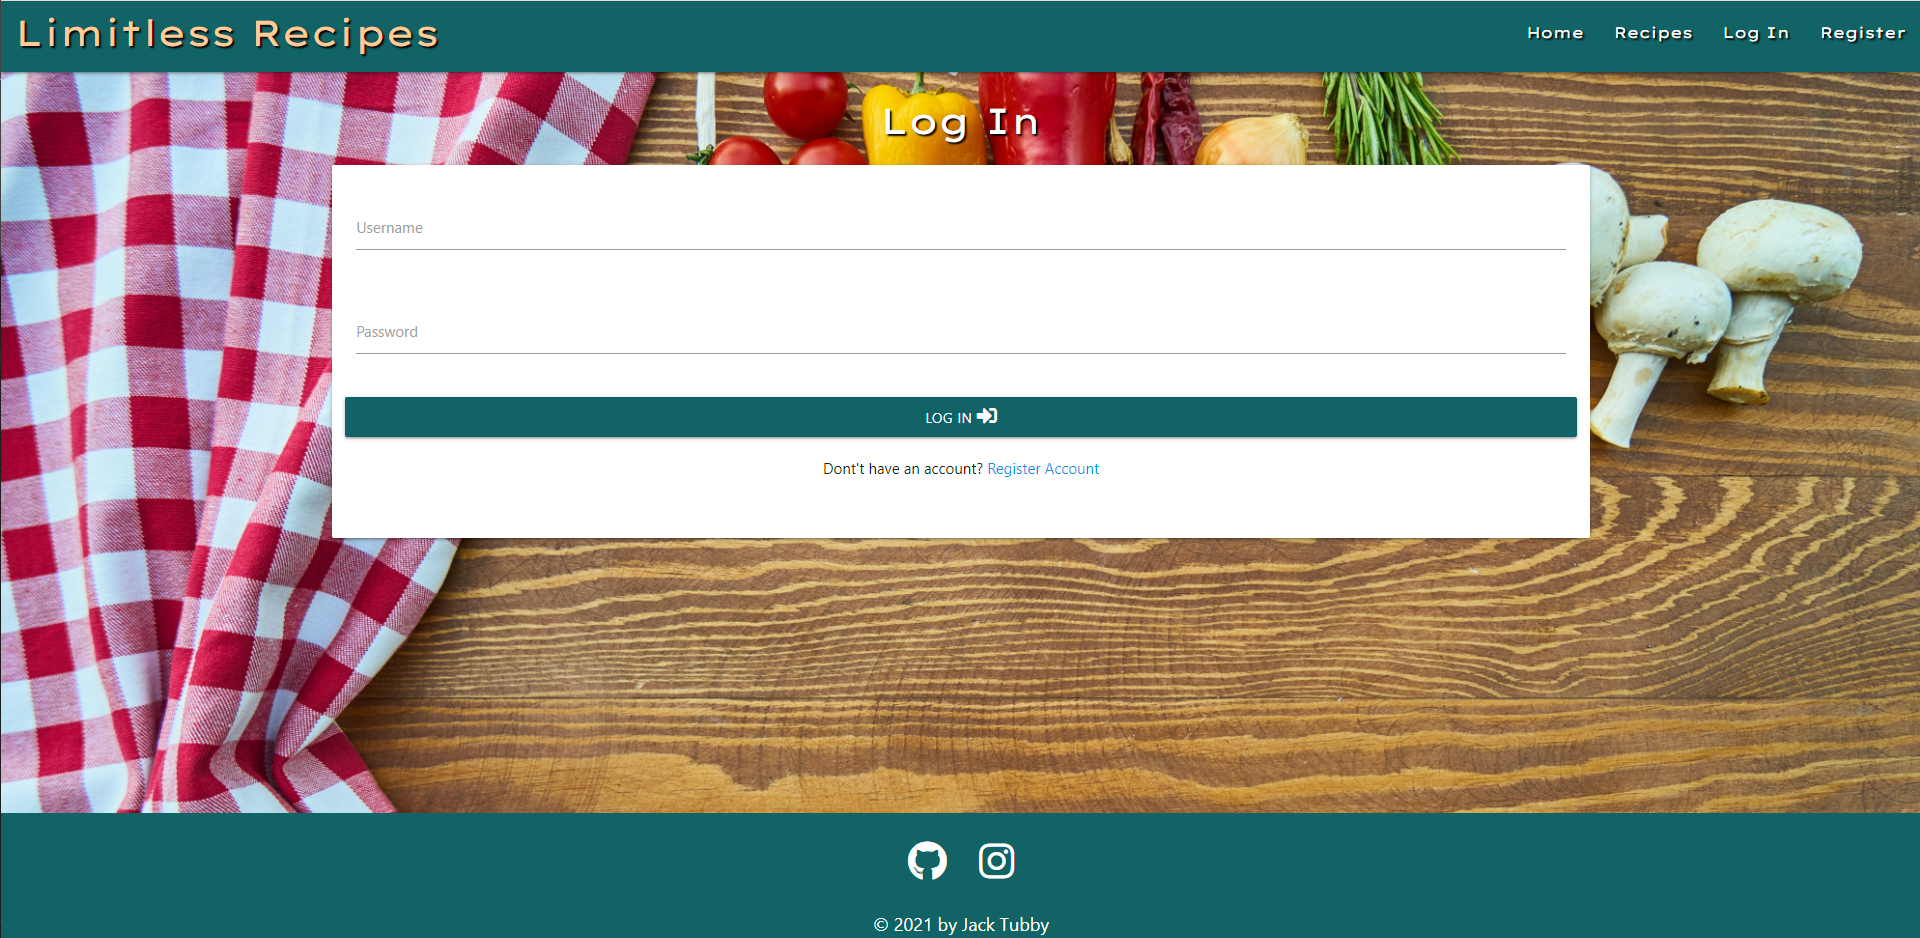 Limitless Recipes
Home Recipes Log In Register
Log In
Username
Password
LOG IN
Dont't have an account? Register Account
© 2021 by Jack Tubby